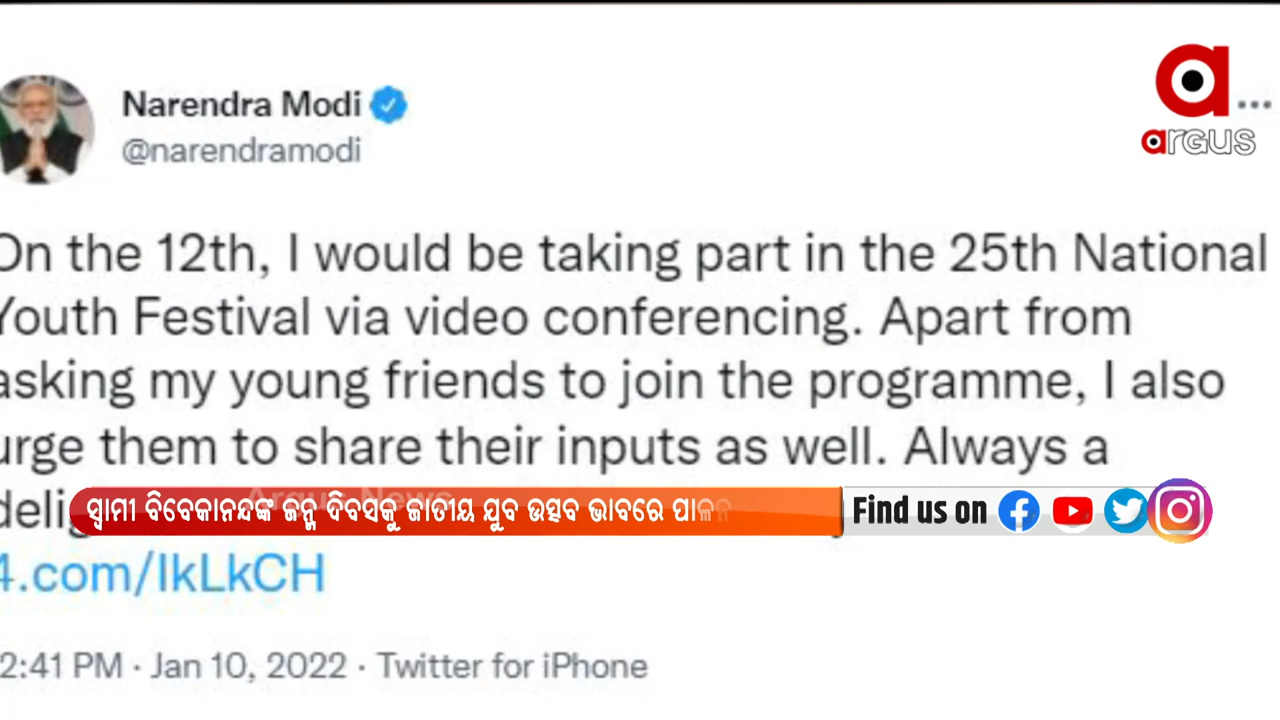 Narendra Modi
@narendramodi
argus
On the 12th, I would be taking part in the 25th National
Youth Festival via video conferencing. Apart from
asking my young friends to join the programme, I also
urge them to share their inputs as well. Always a
Argus News
ସ୍ୱାମୀ ବିବେକାନନ୍ଦଙ୍କ ଜନ୍ମ ଦିବସକୁ ଜାତୀୟ ଯୁବ ଉତ୍ସବ ଭାବରେ ପାଳନ
Find us on
4.com/IkLkCH
2:41 PM · Jan 10, 2022 · Twitter for iPhone